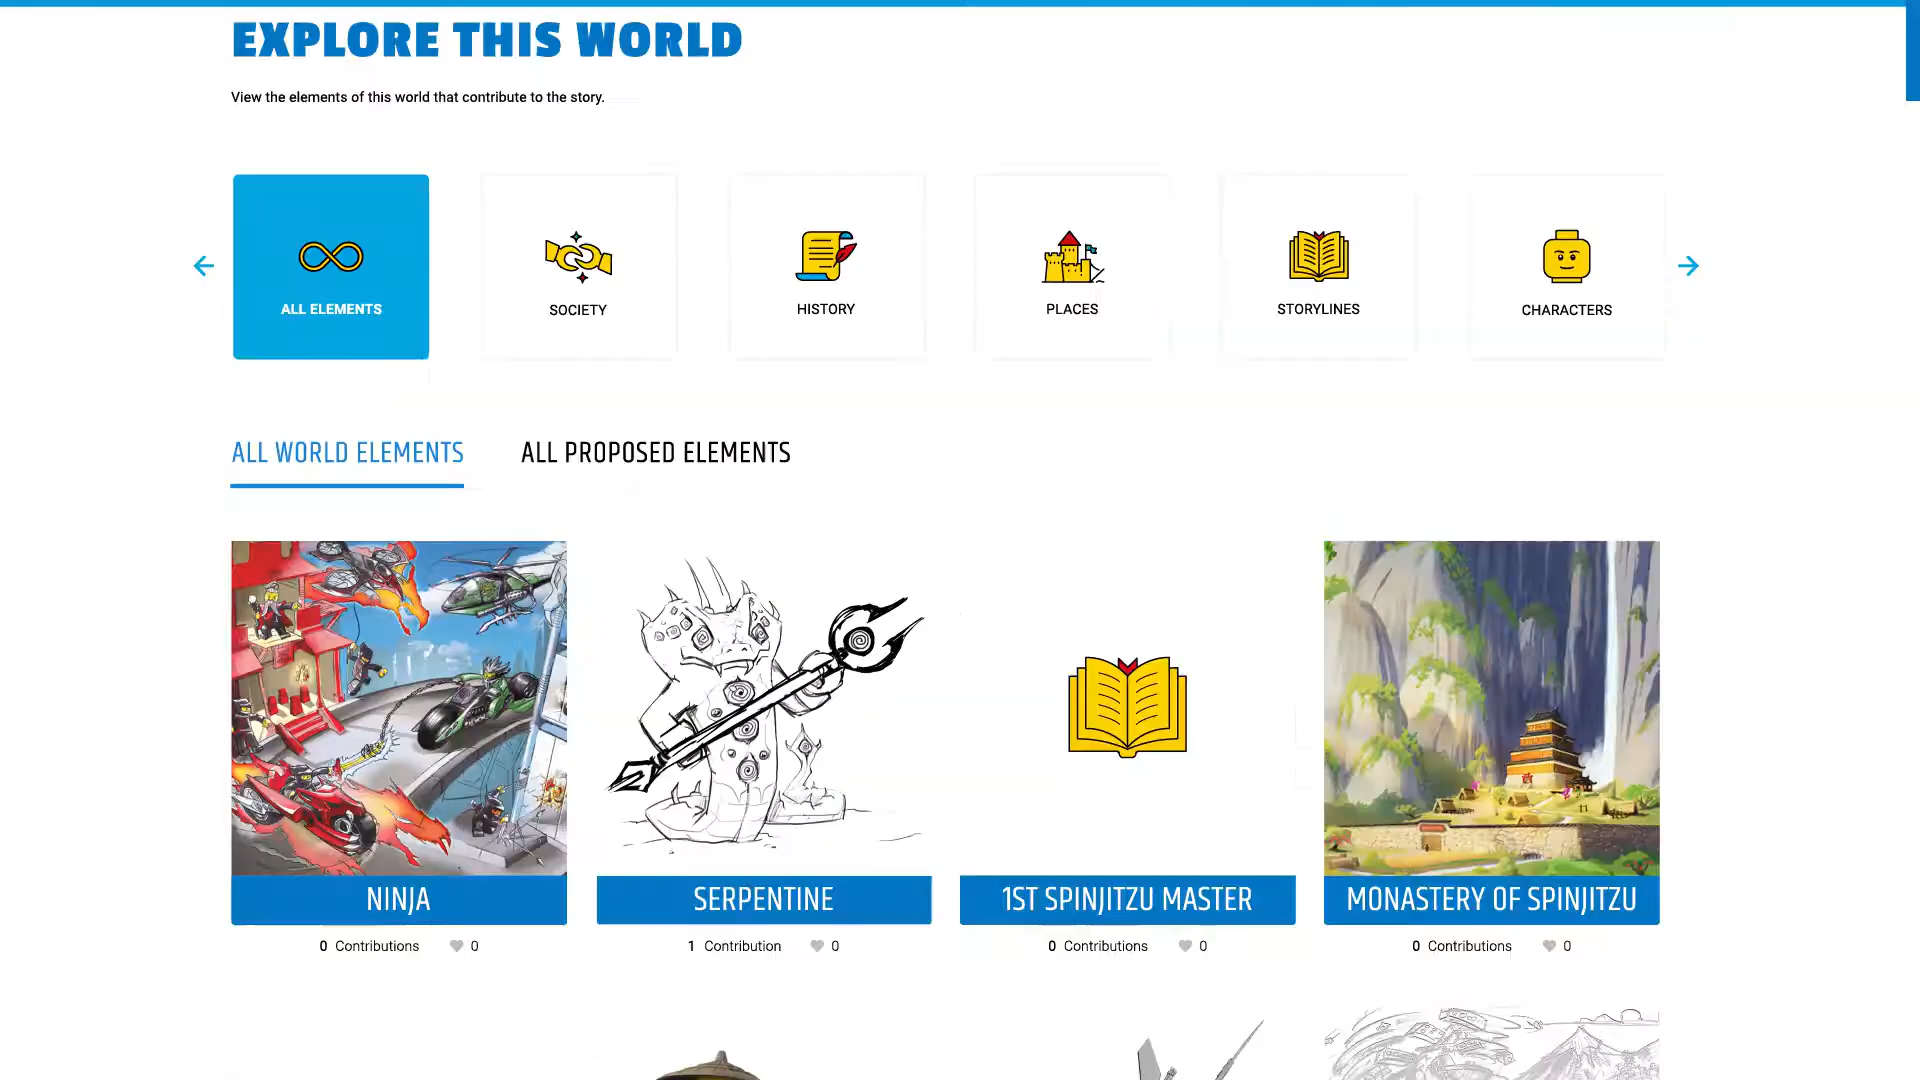 EXPLORE THIS WORLD
View the elements of this world that contribute to the story.
ALL ELEMENTS
SOCIETY
HISTORY
PLACES
STORYLINES
CHARACTERS
ALL WORLD ELEMENTS
ALL PROPOSED ELEMENTS
NINJA
SERPENTINE
1ST SPINJITZU MASTER
MONASTERY OF SPINJITZU
0 Contributions 0
1 Contribution 0
0 Contributions 0
0 Contributions 0